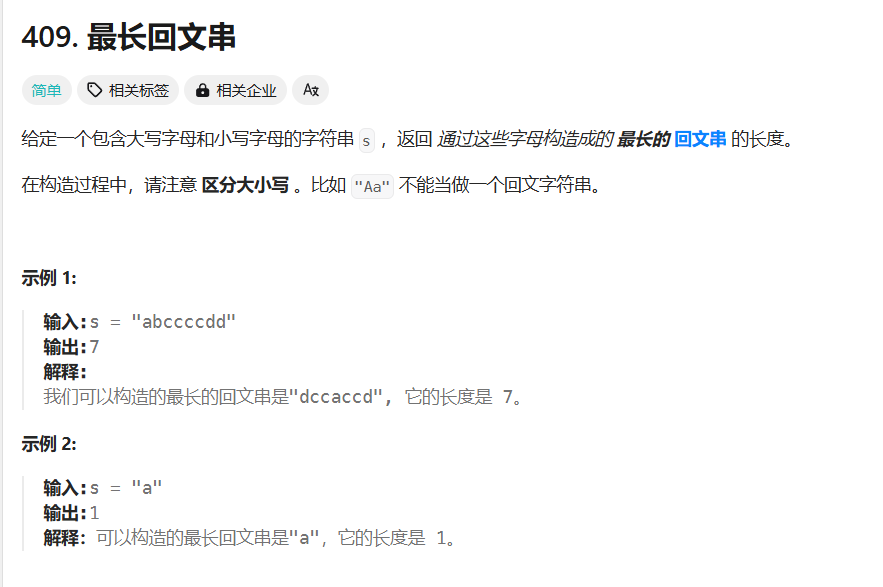 409. 最长回文串
简单 相关标签 相关企业 Aあ
给定一个包含大写字母和小写字母的字符串 s ，返回 通过这些字母构造成的 最长的 回文串 的长度。
在构造过程中，请注意 区分大小写 。比如 "Aa" 不能当做一个回文字符串。
示例 1:
输入:s = "abccccdd"
输出:7
解释:
我们可以构造的最长的回文串是"dccaccd", 它的长度是 7。
示例 2:
输入:s = "a"
输出:1
解释：可以构造的最长回文串是"a"，它的长度是 1。